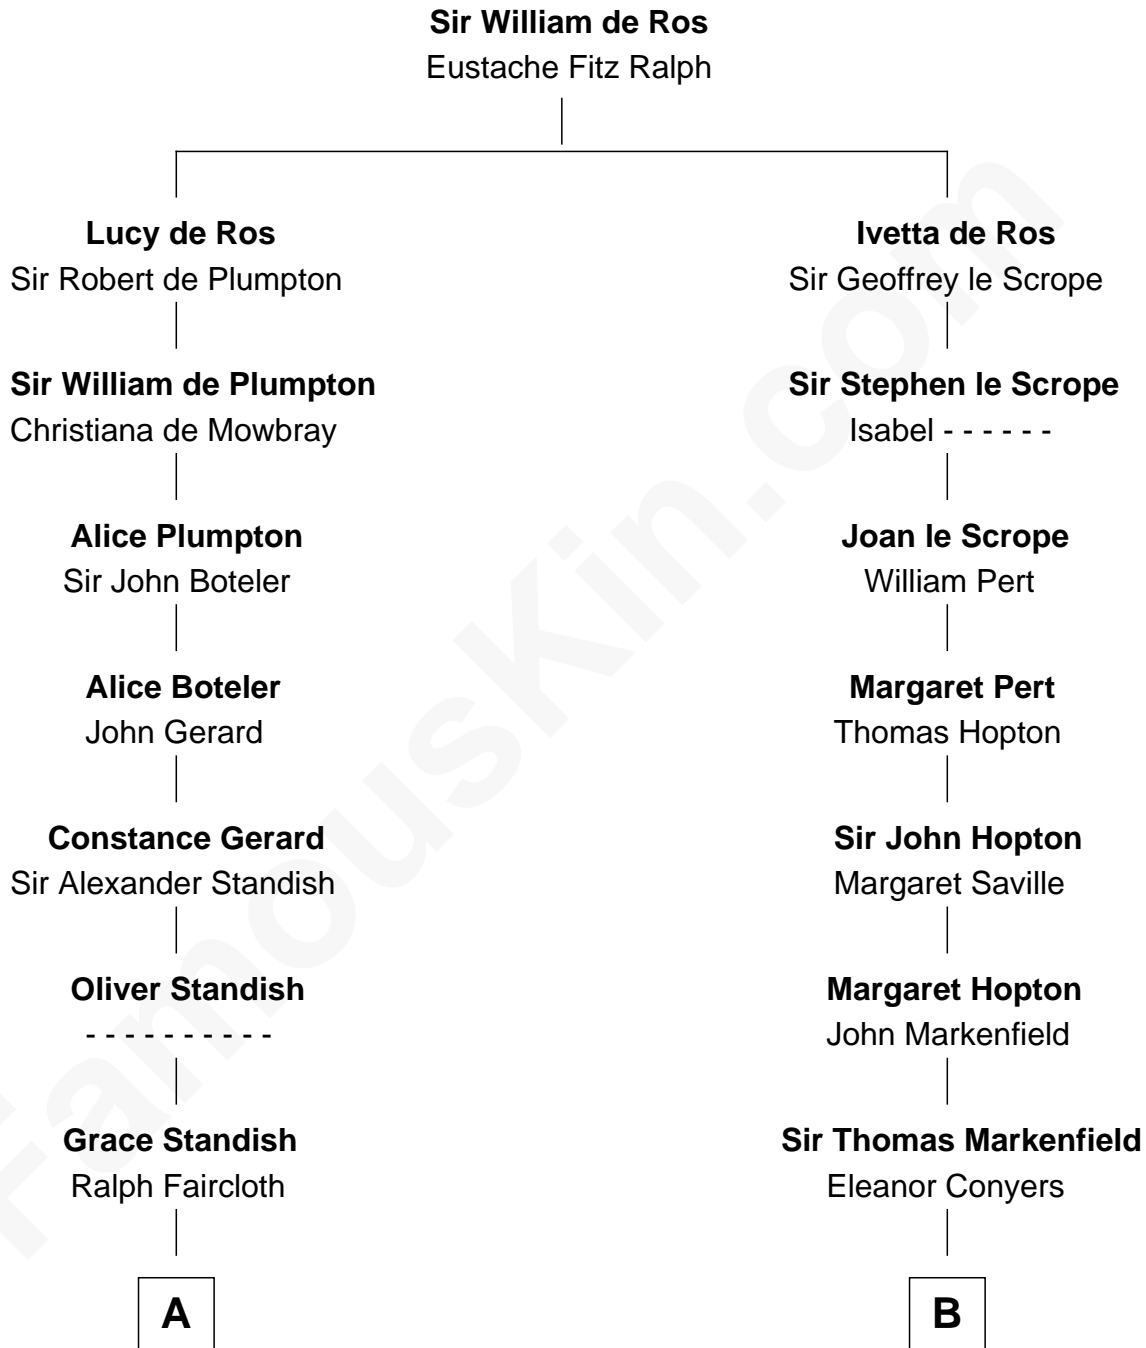 Sir William de Ros
Eustache Fitz Ralph
Lucy de Ros
Sir Robert de Plumpton
Sir William de Plumpton
Christiana de Mowbray
Alice Plumpton
Sir John Boteler
Alice Boteler
John Gerard
Constance Gerard
Sir Alexander Standish
Oliver Standish
- - - - - - - - - -
Grace Standish
Ralph Faircloth
A
Ivetta de Ros
Sir Geoffrey le Scrope
Sir Stephen le Scrope
Isabel - - - - - -
Joan le Scrope
William Pert
Margaret Pert
Thomas Hopton
Sir John Hopton
Margaret Saville
Margaret Hopton
John Markenfield
Sir Thomas Markenfield
Eleanor Conyers
B
FamousKin.com